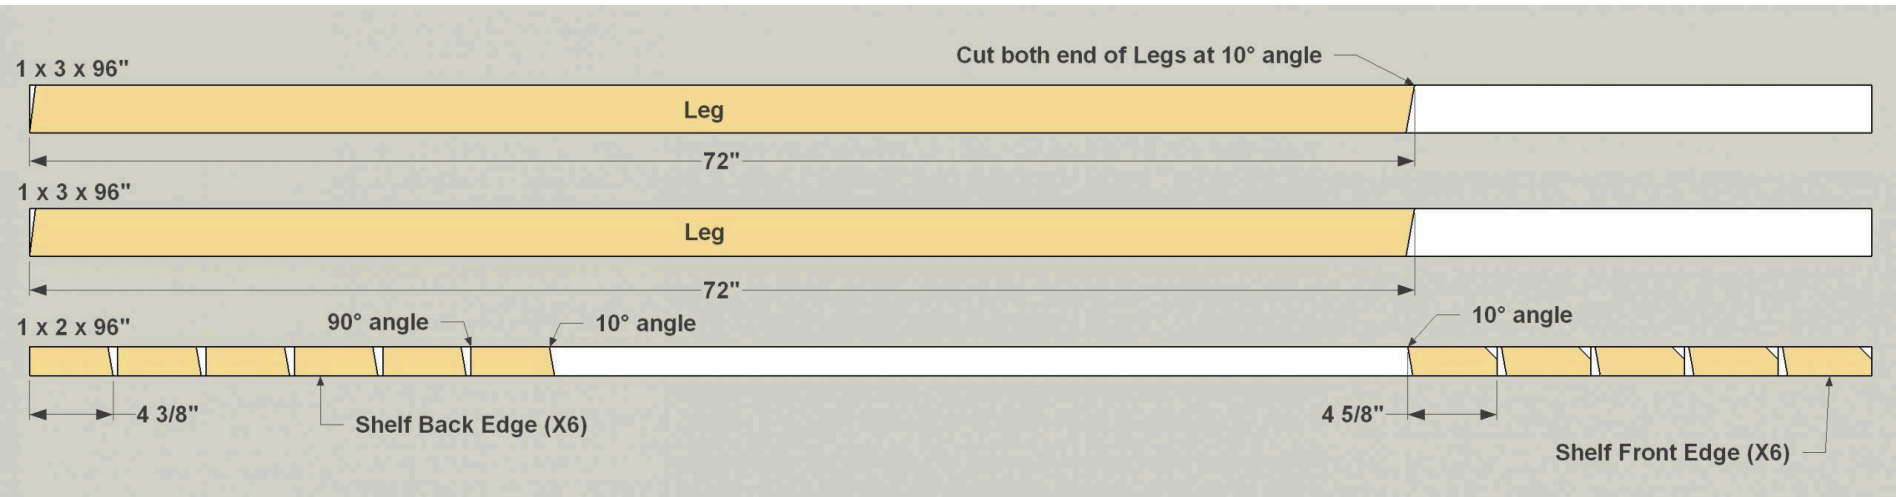 Cut both end of Legs at 10° angle
1 x 3 x 96"
Leg
72"
1 x 3 x 96"
Leg
72"
1 x 2 x 96"
90° angle
10° angle
10° angle
4 3/8"
Shelf Back Edge (X6)
4 5/8"
Shelf Front Edge (X6)